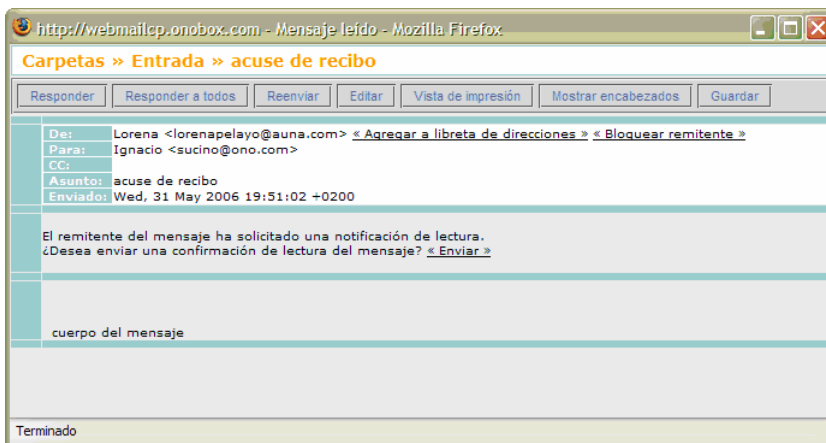 http://webmailcp.onobox.com - Mensaje leído - Mozilla Firefox
Carpetas » Entrada » acuse de recibo
Responder Responder a todos Reenviar Editar Vista de impresión Mostrar encabezados Guardar
De: Lorena <lorenapelayo@auna.com> « Agregar a libreta de direcciones » « Bloquear remitente »
Para: Ignacio <sucino@ono.com>
CC:
Asunto: acuse de recibo
Enviado: Wed, 31 May 2006 19:51:02 +0200
El remitente del mensaje ha solicitado una notificación de lectura.
¿Desea enviar una confirmación de lectura del mensaje? « Enviar »
cuerpo del mensaje
Terminado